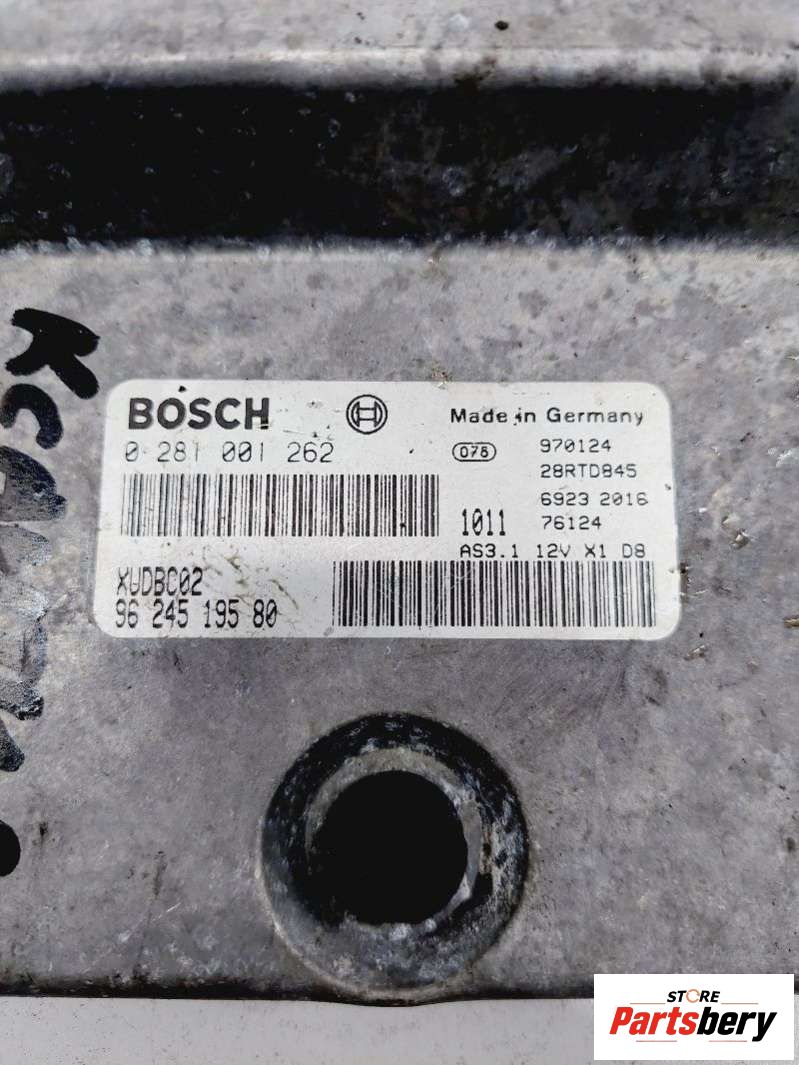 BOSCH
Made in Germany
0 281 001 262
078
970124
28RTD845
6923 2016
1011
76124
AS3.1 12V X1 D8
XUDBC02
96 245 195 80
STORE
Partsbery